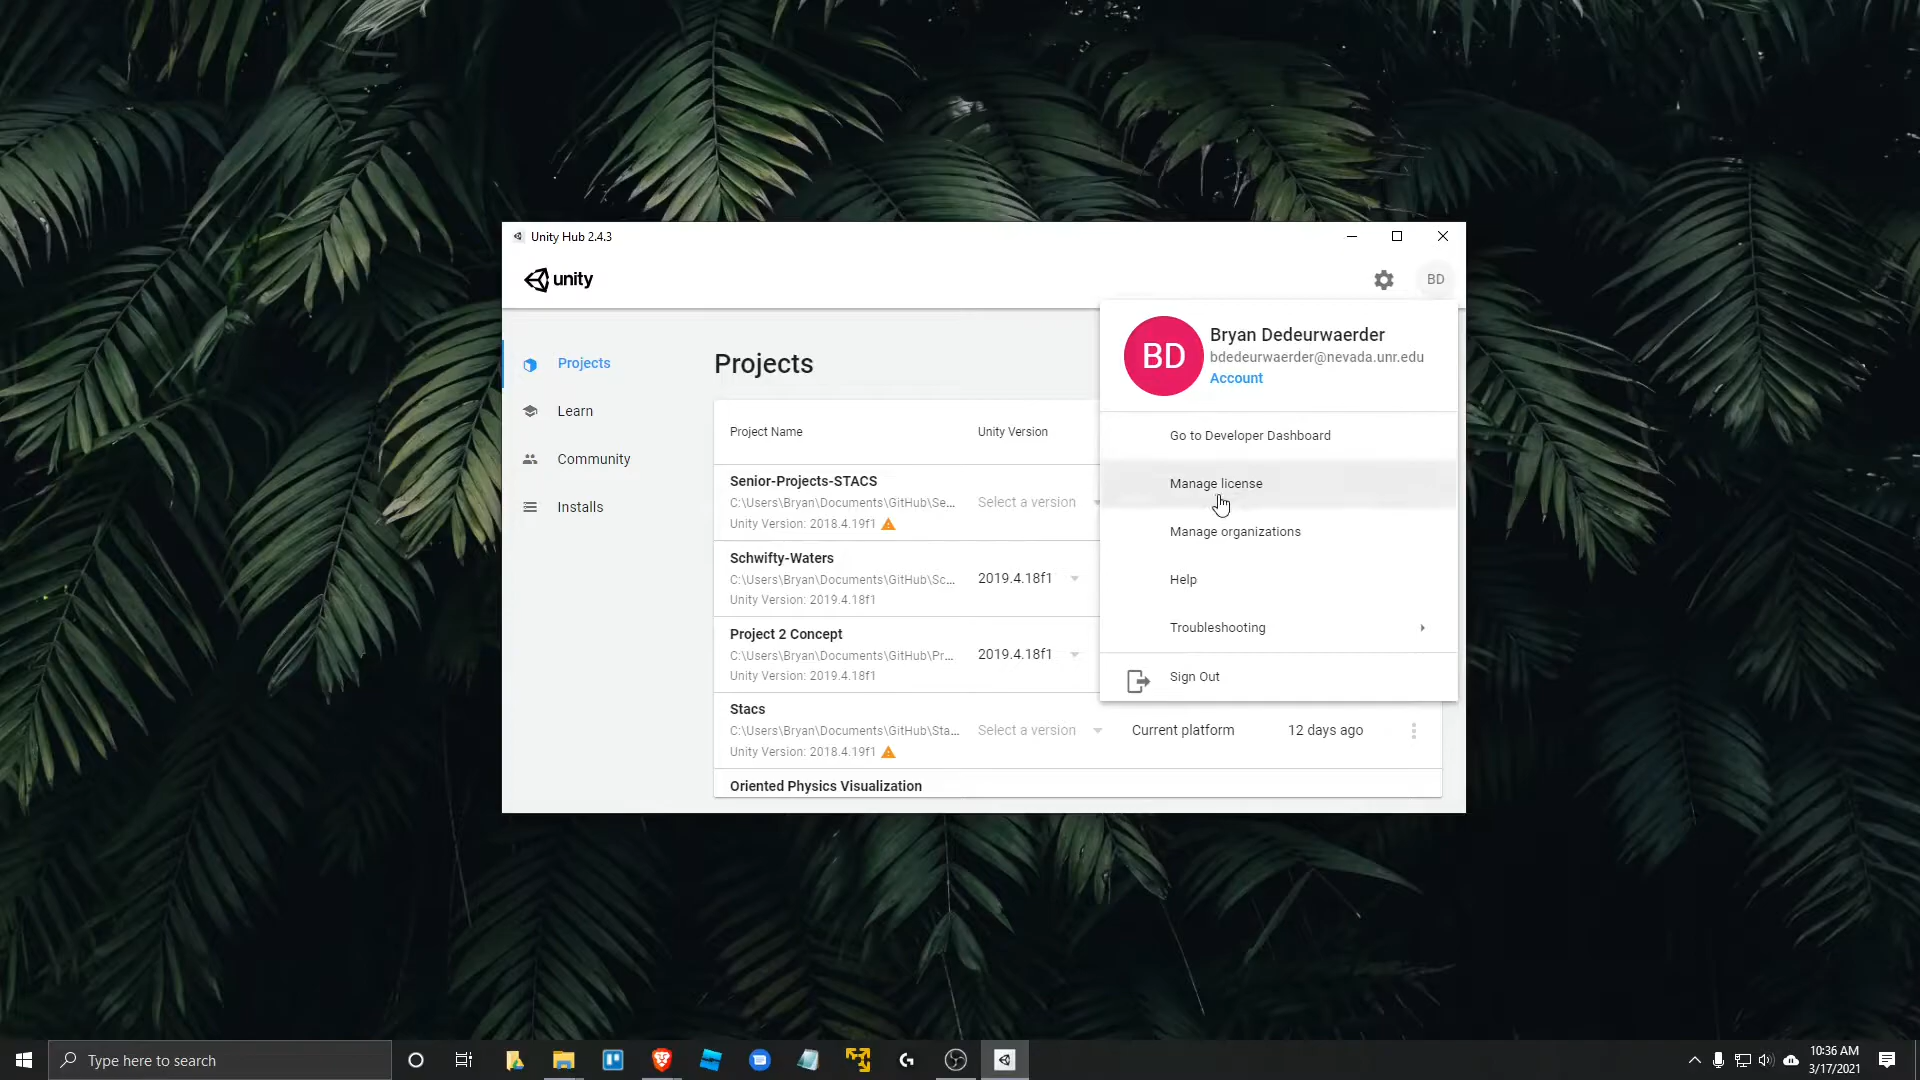 Unity Hub 2.4.3
unity
BD
Projects
Learn
Community
Installs
Projects
Project Name
Unity Version
Senior-Projects-STACS
C:\Users\Bryan\Documents\GitHub\Se...
Select a version
Unity Version: 2018.4.19f1
Schwifty-Waters
C:\Users\Bryan\Documents\GitHub\Sc...
2019.4.18f1
Unity Version: 2019.4.18f1
Project 2 Concept
C:\Users\Bryan\Documents\GitHub\Pr...
2019.4.18f1
Unity Version: 2019.4.18f1
Stacs
C:\Users\Bryan\Documents\GitHub\Sta...
Select a version
Current platform
12 days ago
Unity Version: 2018.4.19f1
Oriented Physics Visualization
BD
Bryan Dedeurwaerder
bdedeurwaerder@nevada.unr.edu
Account
Go to Developer Dashboard
Manage license
Manage organizations
Help
Troubleshooting
Sign Out
Type here to search
10:36 AM
3/17/2021